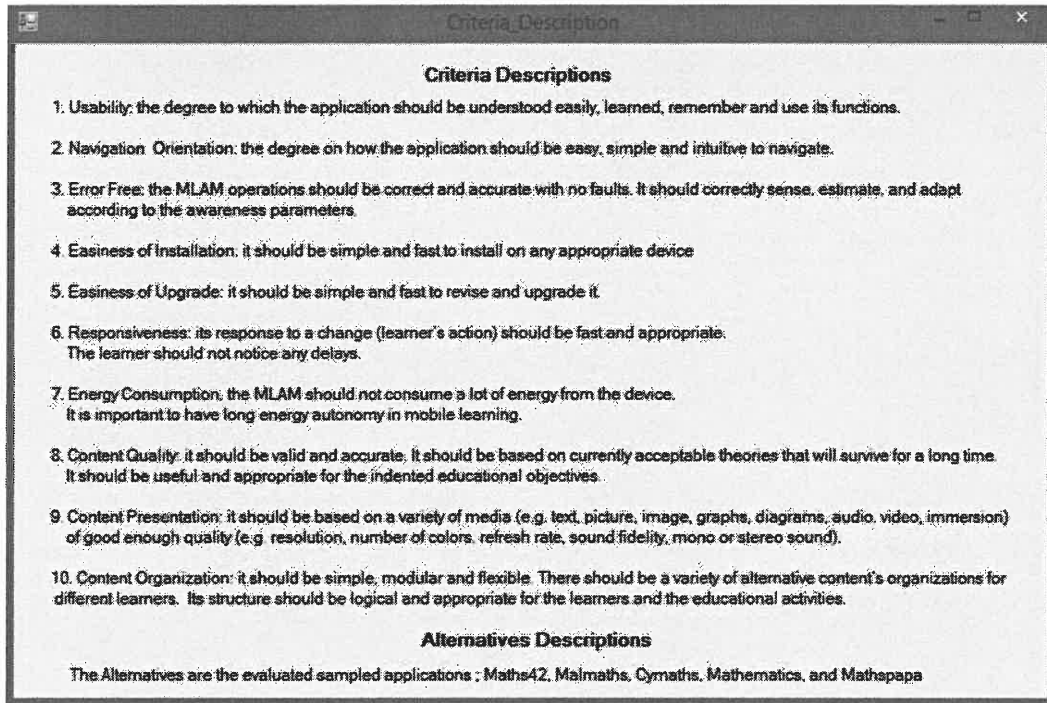 Criteria_Description
Criteria Descriptions
1. Usability: the degree to which the application should be understood easily, learned, remember and use its functions.
2. Navigation Orientation: the degree on how the application should be easy, simple and intuitive to navigate.
3. Error Free: the MLAM operations should be correct and accurate with no faults. It should correctly sense, estimate, and adapt
according to the awareness parameters.
4. Easiness of Installation: it should be simple and fast to install on any appropriate device
5. Easiness of Upgrade: it should be simple and fast to revise and upgrade it.
6. Responsiveness: its response to a change (learner's action) should be fast and appropriate.
The learner should not notice any delays.
7. Energy Consumption: the MLAM should not consume a lot of energy from the device.
It is important to have long energy autonomy in mobile learning.
8. Content Quality: it should be valid and accurate. It should be based on currently acceptable theories that will survive for a long time.
It should be useful and appropriate for the indented educational objectives.
9. Content Presentation: it should be based on a variety of media (e.g. text, picture, image, graphs, diagrams, audio, video, immersion)
of good enough quality (e.g. resolution, number of colors, refresh rate, sound fidelity, mono or stereo sound).
10. Content Organization: it should be simple, modular and flexible. There should be a variety of alternative content's organizations for
different learners. Its structure should be logical and appropriate for the learners and the educational activities.
Alternatives Descriptions
The Alternatives are the evaluated sampled applications ; Maths42, Malmaths, Cymaths, Mathematics, and Mathspapa